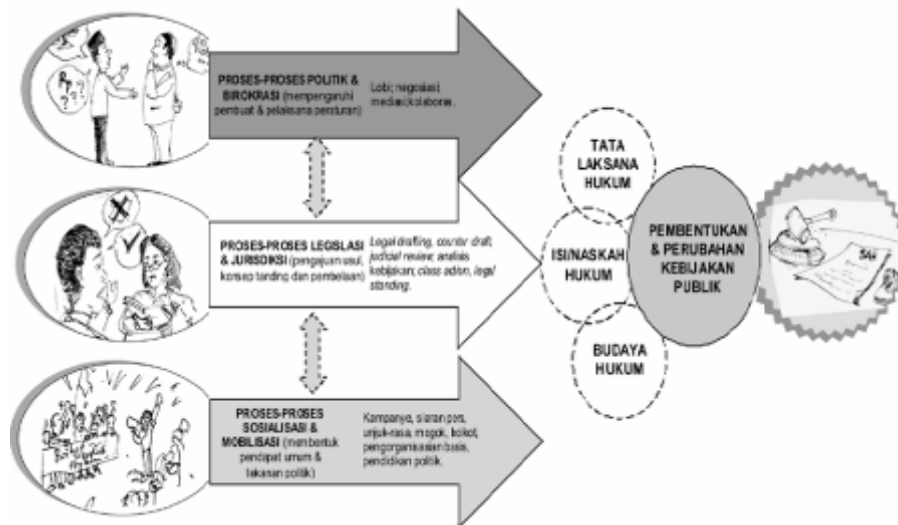 PROSES-PROSES POLITIK &
BIROKRASI (mempengaruhi
pembuat & pelaksana peraturan)
Lobi; negosiasi;
mediasi;kolaborasi.
PROSES-PROSES LEGISLASI
& JURISDIKSI (pengajuan usul,
konsep tanding dan pembelaan)
Legal drafting, counter draft;
judicial review; analisis
kebijakan; class action, legal
standing.
PROSES-PROSES
SOSIALISASI &
MOBILISASI (membentuk
pendapat umum &
tekanan politik)
Kampanye, siaran pers,
unjuk-rasa, mogok, boikot,
pengorganisasian basis,
pendidikan politik.
TATA
LAKSANA
HUKUM
ISI/NASKAH
HUKUM
BUDAYA
HUKUM
PEMBENTUKAN
& PERUBAHAN
KEBIJAKAN
PUBLIK